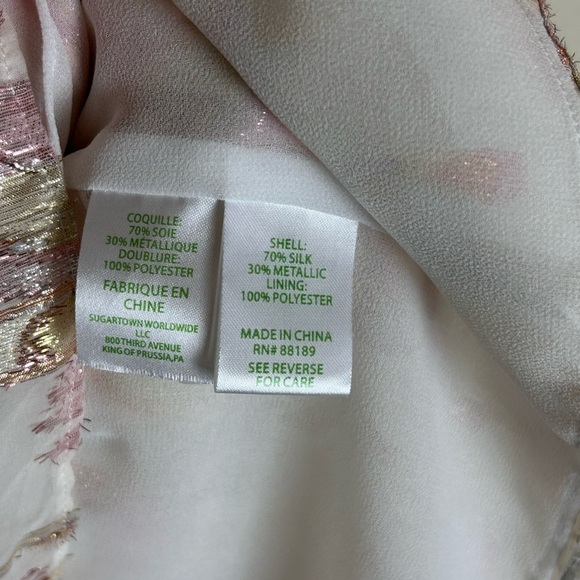 COQUILLE:
70% SOIE
30% MÉTALLIQUE
DOUBLURE:
100% POLYESTER
FABRIQUE EN
CHINE
SUGARTOWN WORLDWIDE
LLC
800 THIRD AVENUE
KING OF PRUSSIA,PA
SHELL:
70% SILK
30% METALLIC
LINING:
100% POLYESTER
MADE IN CHINA
RN# 88189
SEE REVERSE
FOR CARE